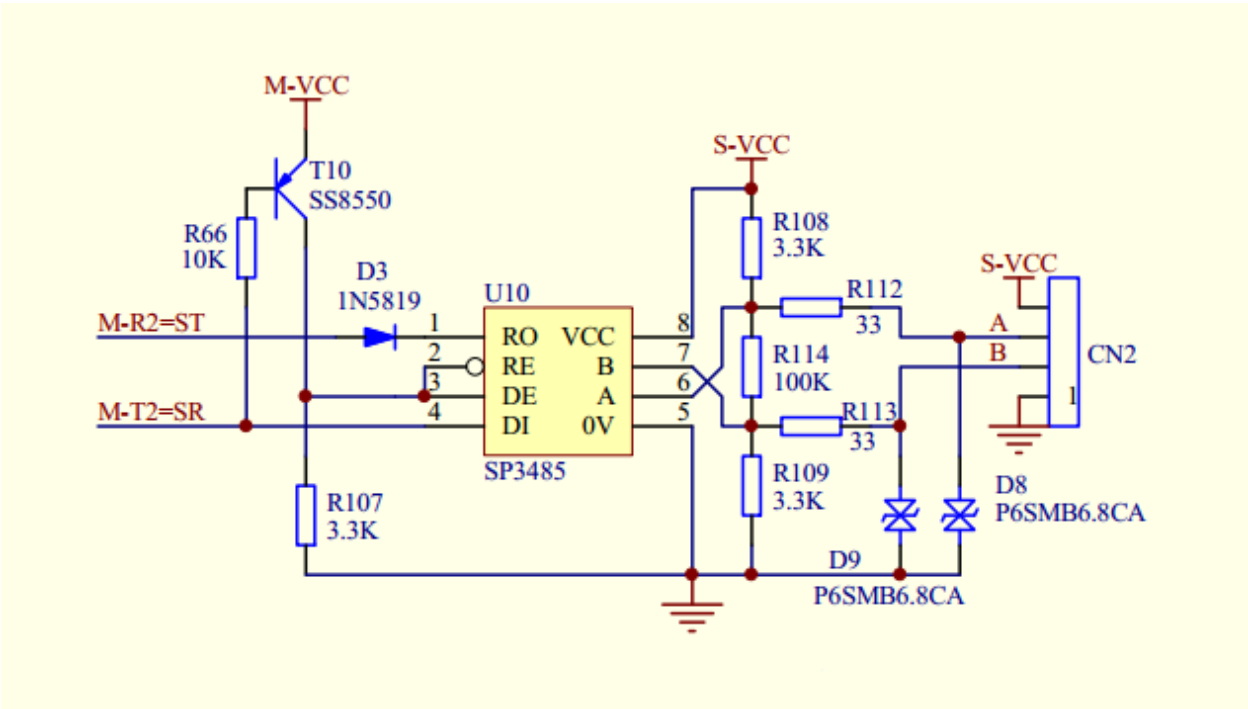 M-VCC
T10
SS8550
R66
10K
D3
1N5819
M-R2=ST
M-T2=SR
R107
3.3K
U10
1
2
3
4
RO VCC
RE B
DE A
DI 0V
8
7
6
5
SP3485
S-VCC
R108
3.3K
R112
33
R114
100K
R113
33
R109
3.3K
S-VCC
A
B
CN2
1
D8
P6SMB6.8CA
D9
P6SMB6.8CA